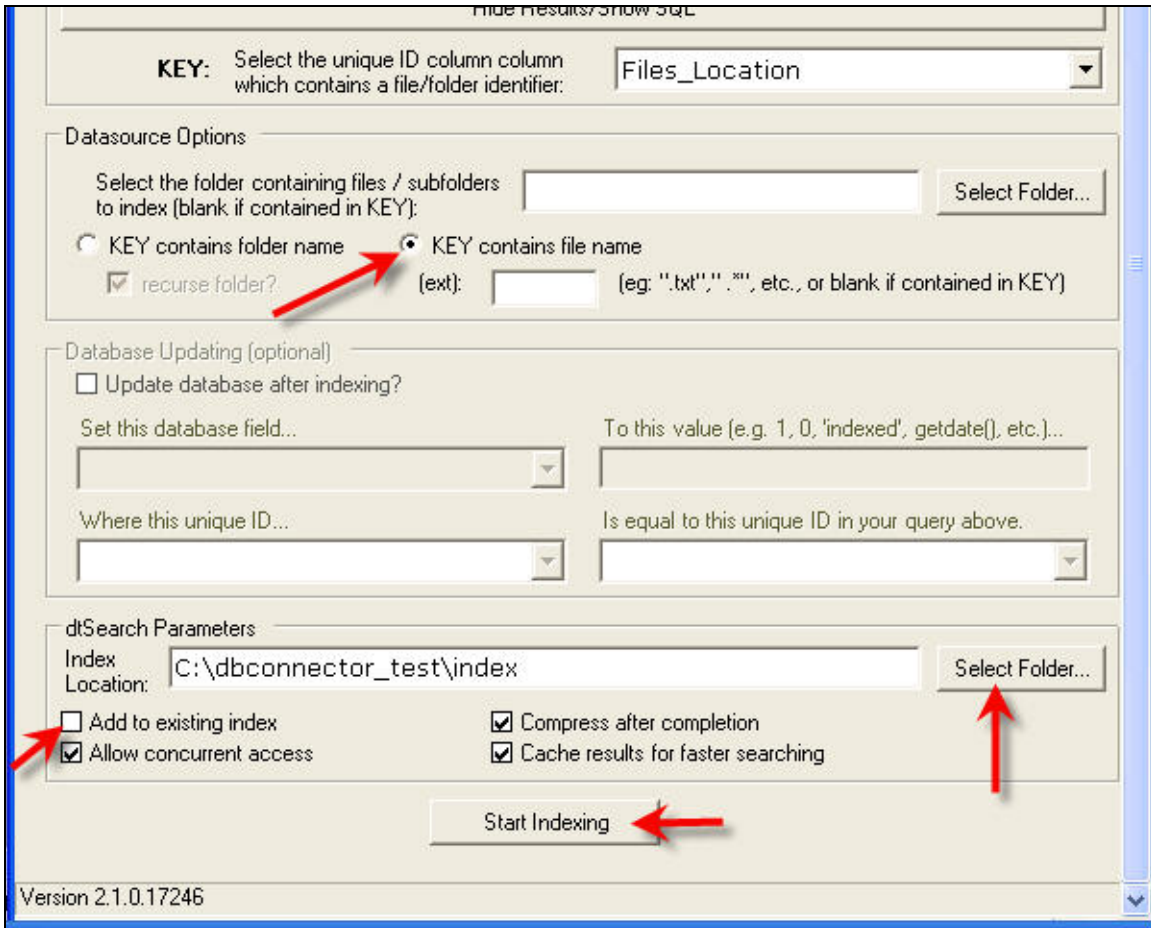 Hide Results/Show SQL
KEY: Select the unique ID column column
which contains a file/folder identifier:
Files_Location
Datasource Options
Select the folder containing files / subfolders
to index (blank if contained in KEY):
Select Folder...
KEY contains folder name
KEY contains file name
recurse folder?
(ext):
(eg: ".txt",".*", etc., or blank if contained in KEY)
Database Updating (optional)
Update database after indexing?
Set this database field...
To this value (e.g. 1, 0, 'indexed', getdate(), etc.)...
Where this unique ID...
Is equal to this unique ID in your query above.
dtSearch Parameters
Index
Location:
C:\dbconnector_test\index
Select Folder...
Add to existing index
Compress after completion
Allow concurrent access
Cache results for faster searching
Start Indexing
Version 2.1.0.17246